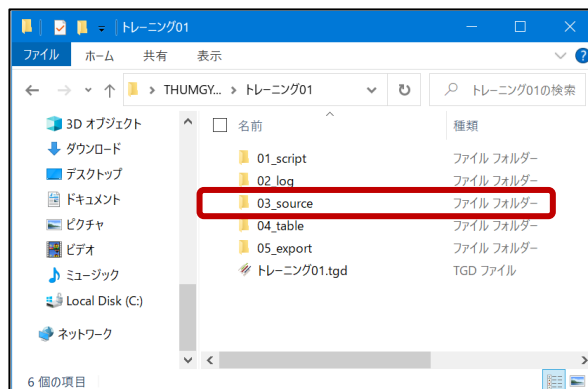 トレーニング01
ファイル ホーム 共有 表示
THUMGY... トレーニング01 トレーニング01の検索
3D オブジェクト
ダウンロード
デスクトップ
ドキュメント
ピクチャ
ビデオ
ミュージック
Local Disk (C:)
ネットワーク
名前 種類
01_script ファイル フォルダー
02_log ファイル フォルダー
03_source ファイル フォルダー
04_table ファイル フォルダー
05_export ファイル フォルダー
トレーニング01.tgd TGD ファイル
6 個の項目